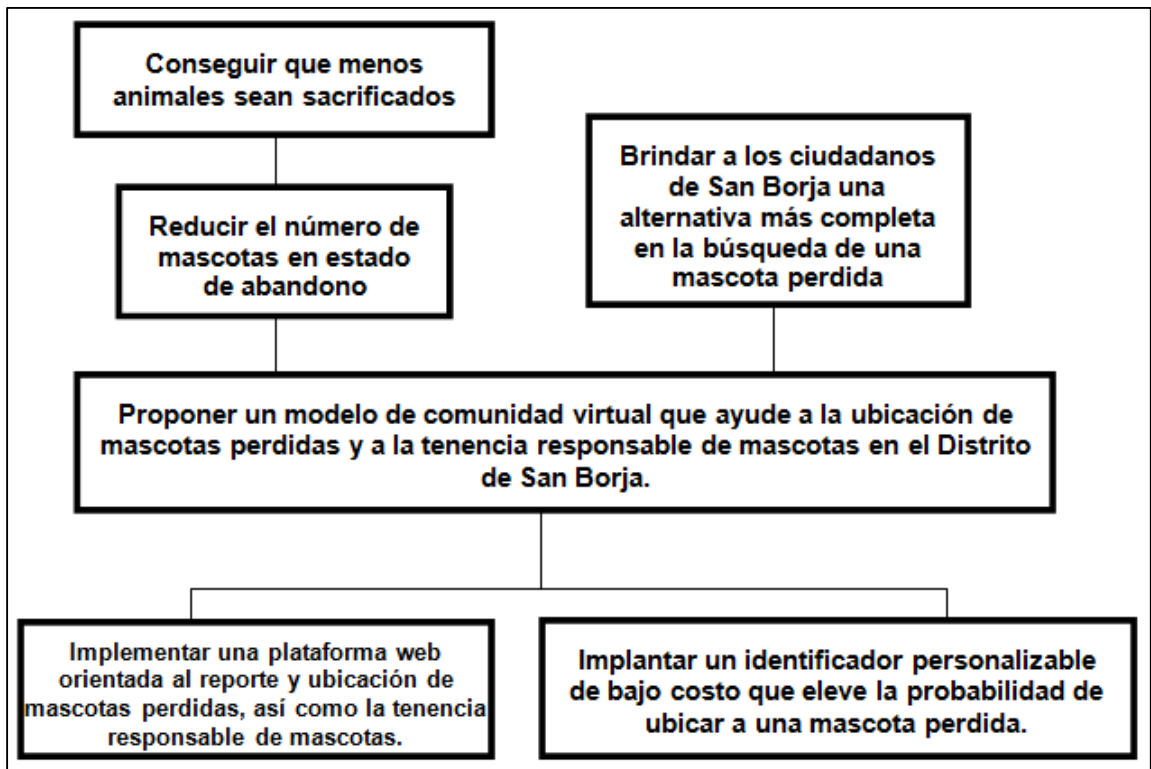 Conseguir que menos
animales sean sacrificados
Brindar a los ciudadanos
de San Borja una
alternativa más completa
en la búsqueda de una
mascota perdida
Reducir el número de
mascotas en estado
de abandono
Proponer un modelo de comunidad virtual que ayude a la ubicación de
mascotas perdidas y a la tenencia responsable de mascotas en el Distrito
de San Borja.
Implementar una plataforma web
orientada al reporte y ubicación de
mascotas perdidas, así como la tenencia
responsable de mascotas.
Implantar un identificador personalizable
de bajo costo que eleve la probabilidad de
ubicar a una mascota perdida.